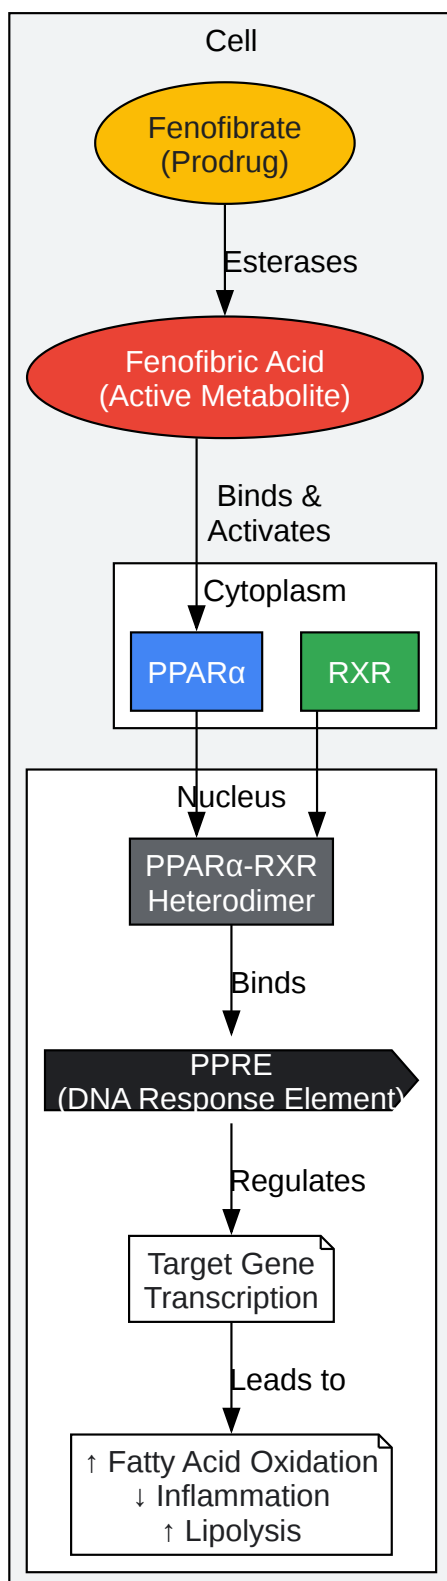 Cell
Fenofibrate
(Prodrug)
Esterases
Fenofibric Acid
(Active Metabolite)
Binds &
Activates
Cytoplasm
PPARα
RXR
Nucleus
PPARα-RXR
Heterodimer
Binds
PPRE
(DNA Response Element)
Regulates
Target Gene
Transcription
Leads to
↑ Fatty Acid Oxidation
↓ Inflammation
↑ Lipolysis